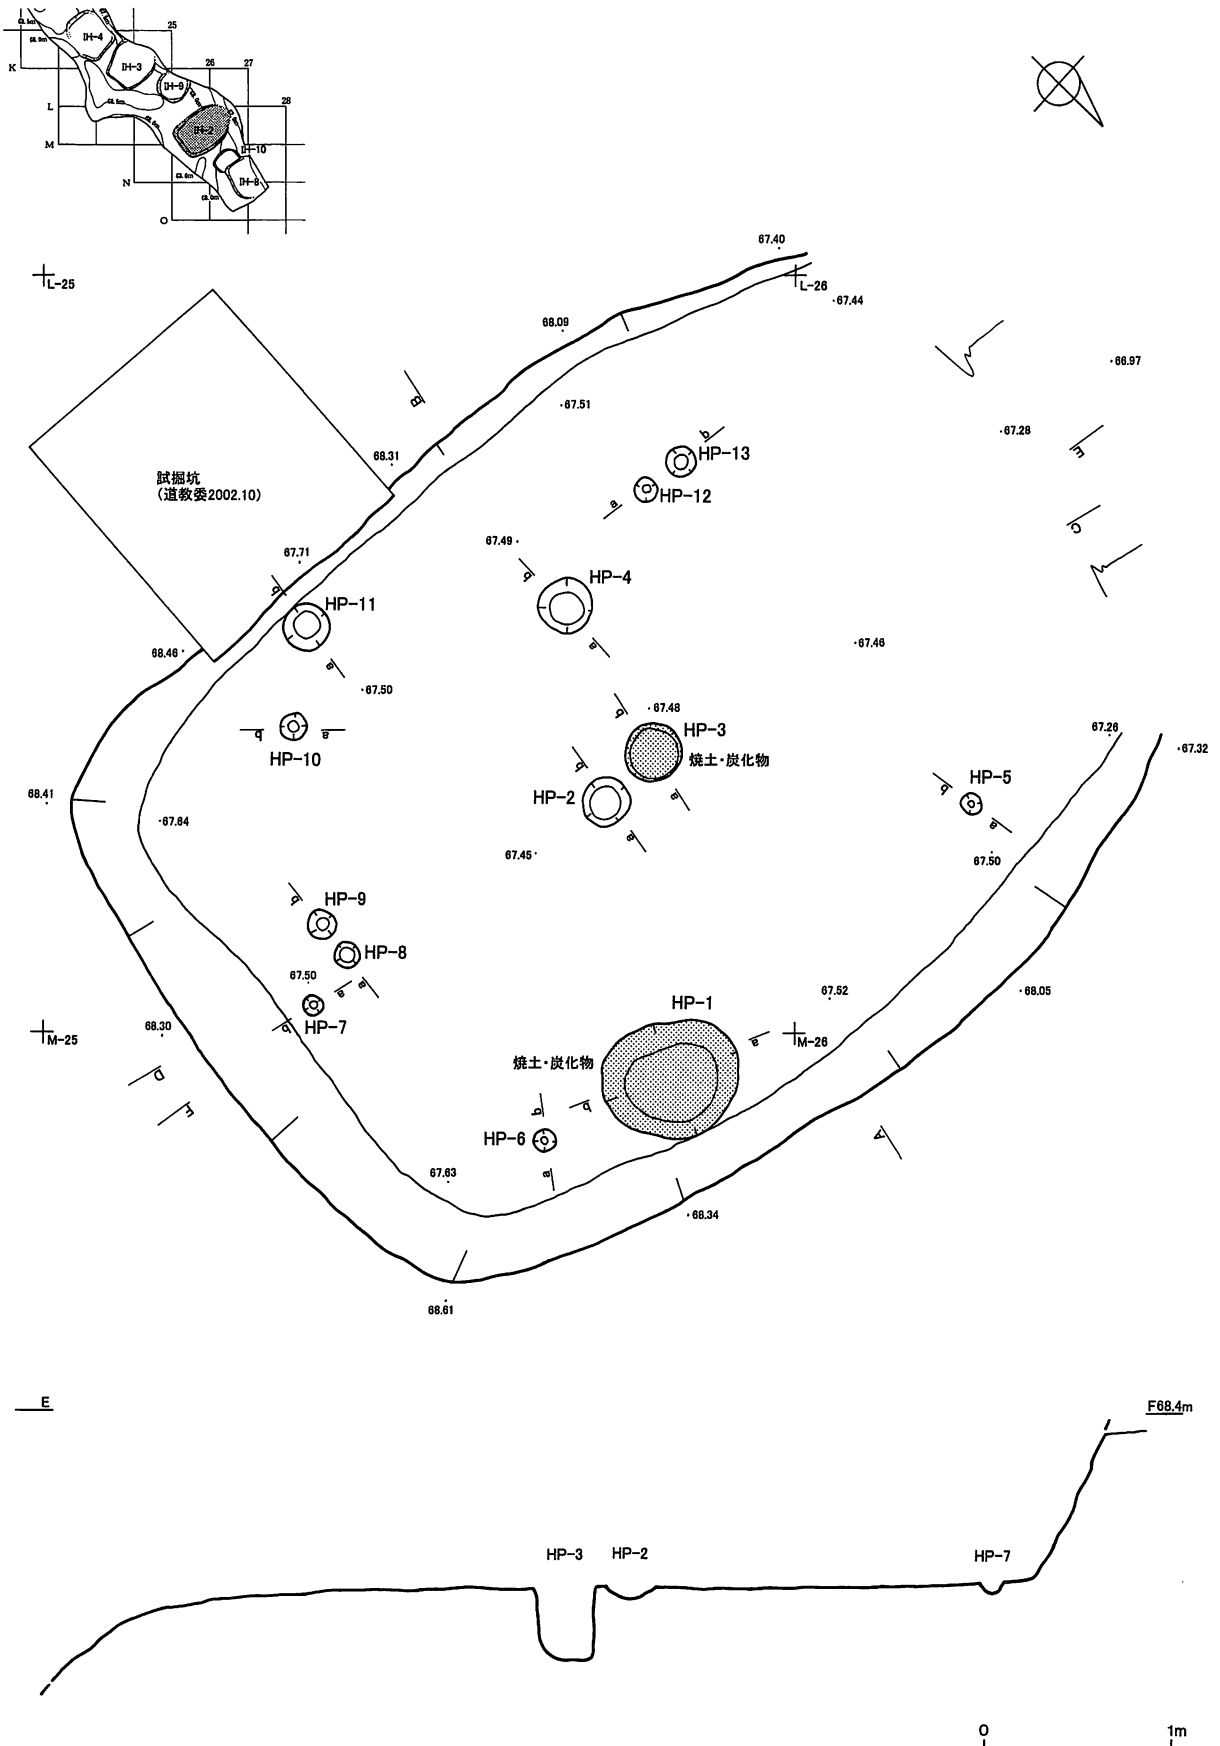 25
IH-4
K
IH-3
26
27
IH-9
28
L
IH-2
M
IH-10
N
IH-8
O
67.40
L-25
L-26
67.44
68.09
66.97
B
67.51
67.28
b
E
68.31
HP-13
試掘坑
(道教委2002.10)
HP-12
a
C
67.49
67.71
b
HP-4
b
HP-11
a
67.46
68.46
a
67.50
b
67.48
HP-3
67.26
b
a
67.32
焼土・炭化物
HP-10
b
HP-5
b
HP-2
68.41
a
a
67.64
a
67.45
67.50
b
HP-9
HP-8
67.50
a
a
68.05
HP-1
67.52
HP-7
b
M-25
68.30
a
M-26
焼土・炭化物
D
b
b
F
HP-6
A
a
67.63
68.34
68.61
E
F68.4m
HP-3
HP-2
HP-7
0
1m